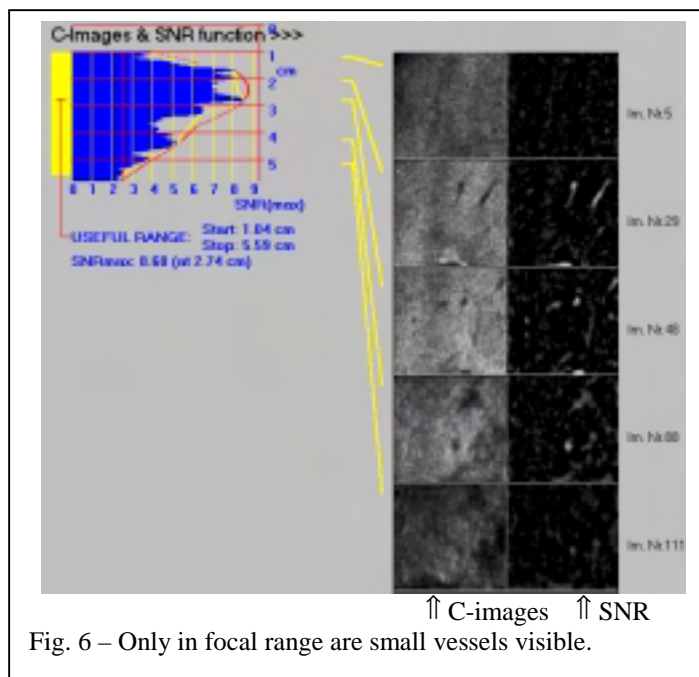 C-Images & SNR function >>>
0
1
cm
2
3
4
5
0 1 2 3 4 5 6 7 8 9
SNR(max)
USEFUL RANGE: Start: 1.04 cm
Stop: 5.59 cm
SNRmax: 8.68 (at 2.74 cm)
Im. Nr.5
Im. Nr.29
Im. Nr.48
Im. Nr.111
⇑ C-images ⇑ SNR
Fig. 6 – Only in focal range are small vessels visible.